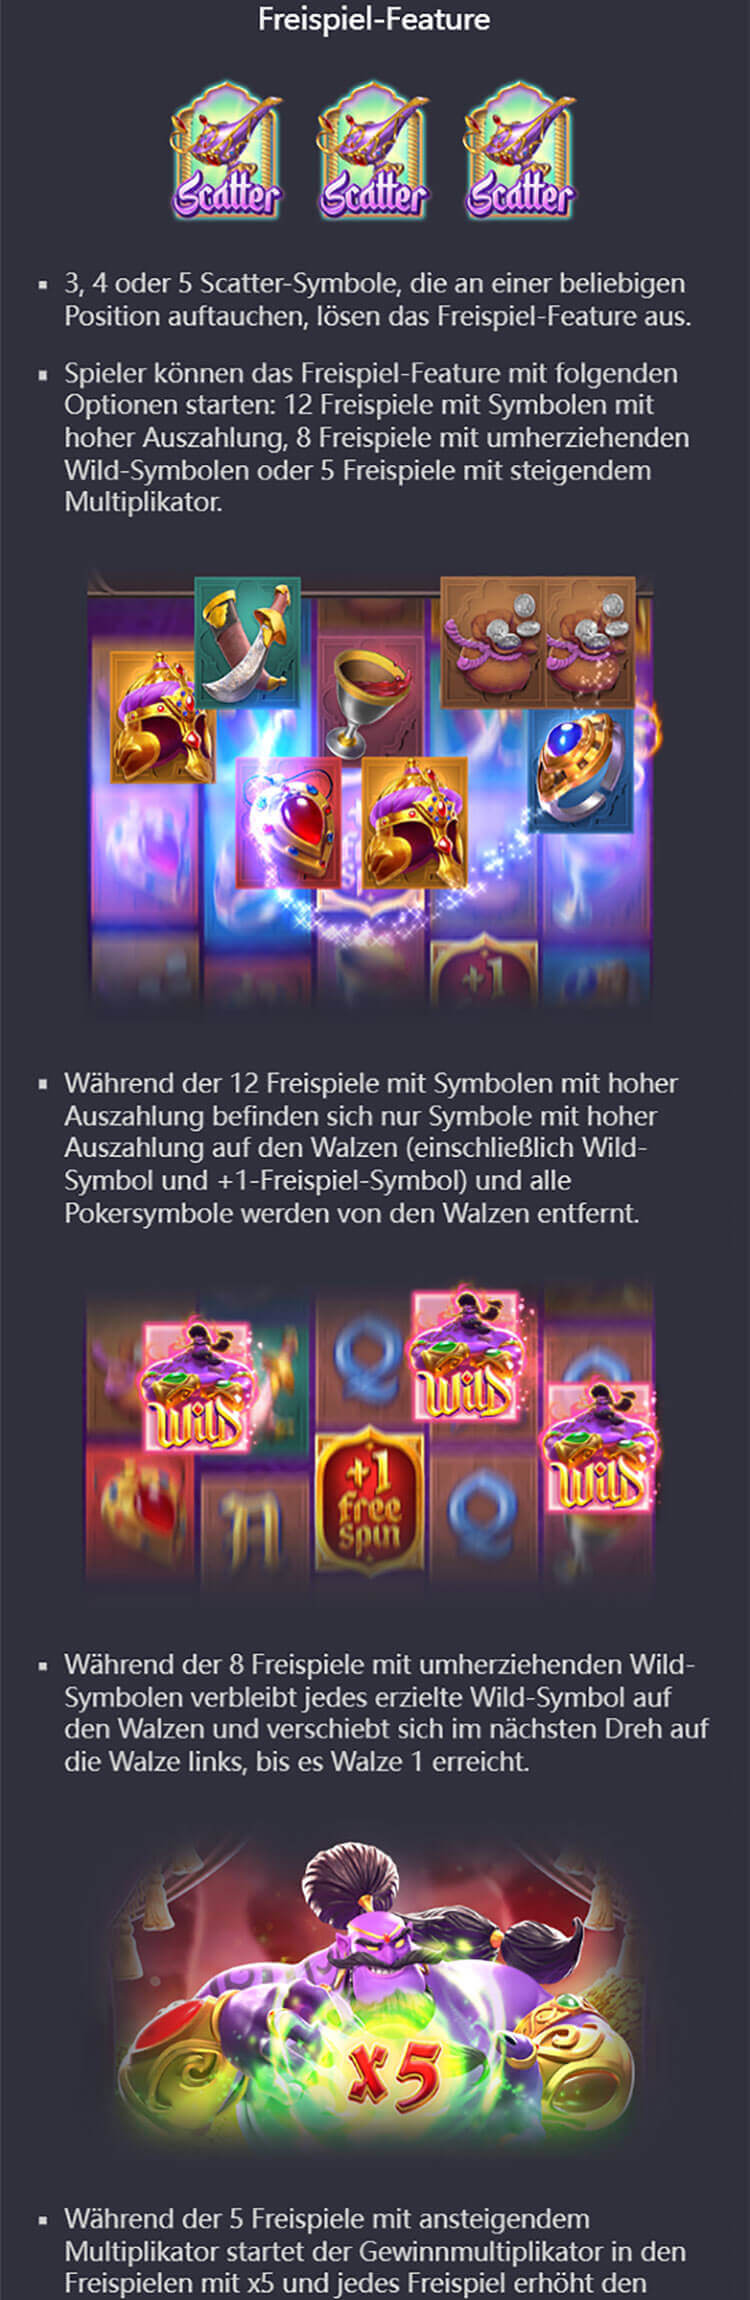 Freispiel-Feature
Scatter Scatter Scatter
▪ 3, 4 oder 5 Scatter-Symbole, die an einer beliebigen
Position auftauchen, lösen das Freispiel-Feature aus.
▪ Spieler können das Freispiel-Feature mit folgenden
Optionen starten: 12 Freispiele mit Symbolen mit
hoher Auszahlung, 8 Freispiele mit umherziehenden
Wild-Symbolen oder 5 Freispiele mit steigendem
Multiplikator.
+1
▪ Während der 12 Freispiele mit Symbolen mit hoher
Auszahlung befinden sich nur Symbole mit hoher
Auszahlung auf den Walzen (einschließlich Wild-
Symbol und +1-Freispiel-Symbol) und alle
Pokersymbole werden von den Walzen entfernt.
Q
Wild
Wild
Wild
+1
free
spin
A
Q
▪ Während der 8 Freispiele mit umherziehenden Wild-
Symbolen verbleibt jedes erzielte Wild-Symbol auf
den Walzen und verschiebt sich im nächsten Dreh auf
die Walze links, bis es Walze 1 erreicht.
x5
▪ Während der 5 Freispiele mit ansteigendem
Multiplikator startet der Gewinnmultiplikator in den
Freispielen mit x5 und jedes Freispiel erhöht den